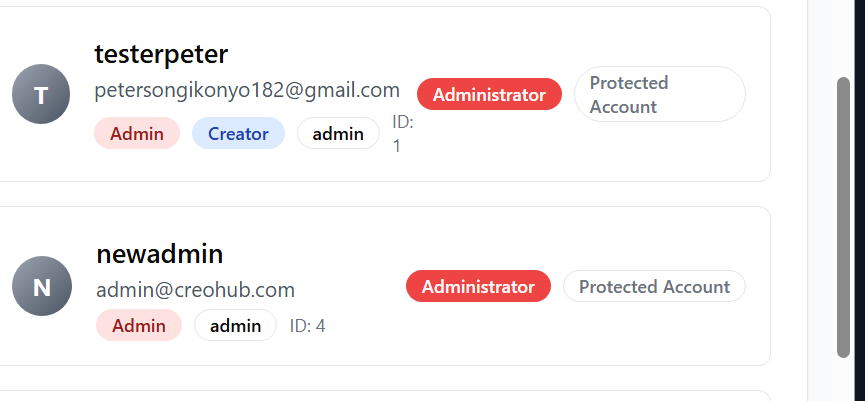 testerpeter
T
petersongikonyo182@gmail.com
Administrator
Protected
Account
Admin
Creator
admin
ID:
1
newadmin
N
admin@creohub.com
Administrator
Protected Account
Admin
admin
ID: 4